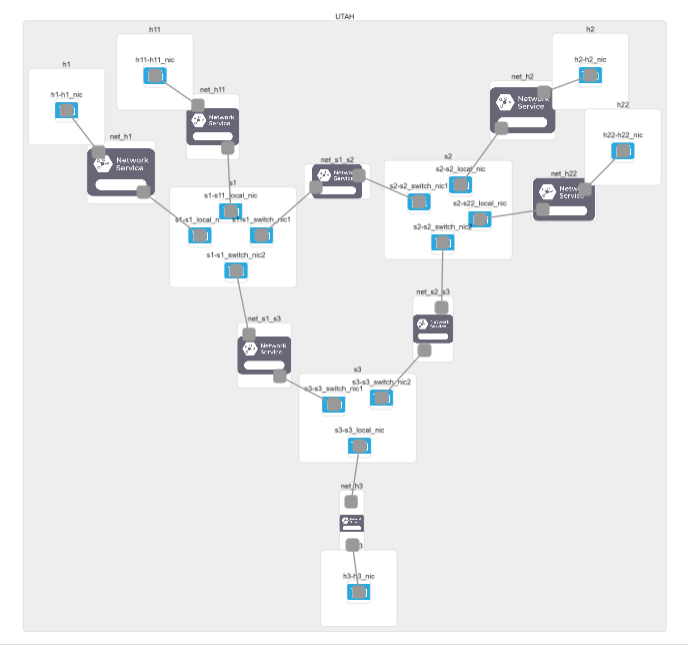 UTAH
h11
h2
h11-h11_nic
h2-h2_nic
h1
net_h2
h1-h1_nic
net_h11
Network
Service
h22
Network
Service
net_h1
h22-h22_nic
Network
Service
net_s1_s2
s2
net_h22
Network
Service
s2-s2_local_nic
s1
s2-s2_switch_nic1
s1-s11_local_nic
s2-s22_local_nic
s1-s1_switch_nic1
s2-s2_switch_nic2
s1-s1_switch_nic2
net_s2_s3
net_s1_s3
Network
Service
Network
Service
s3
s3-s3_switch_nic2
s3-s3_switch_nic1
s3-s3_local_nic
net_h3
Network
Service
h3-h3_nic